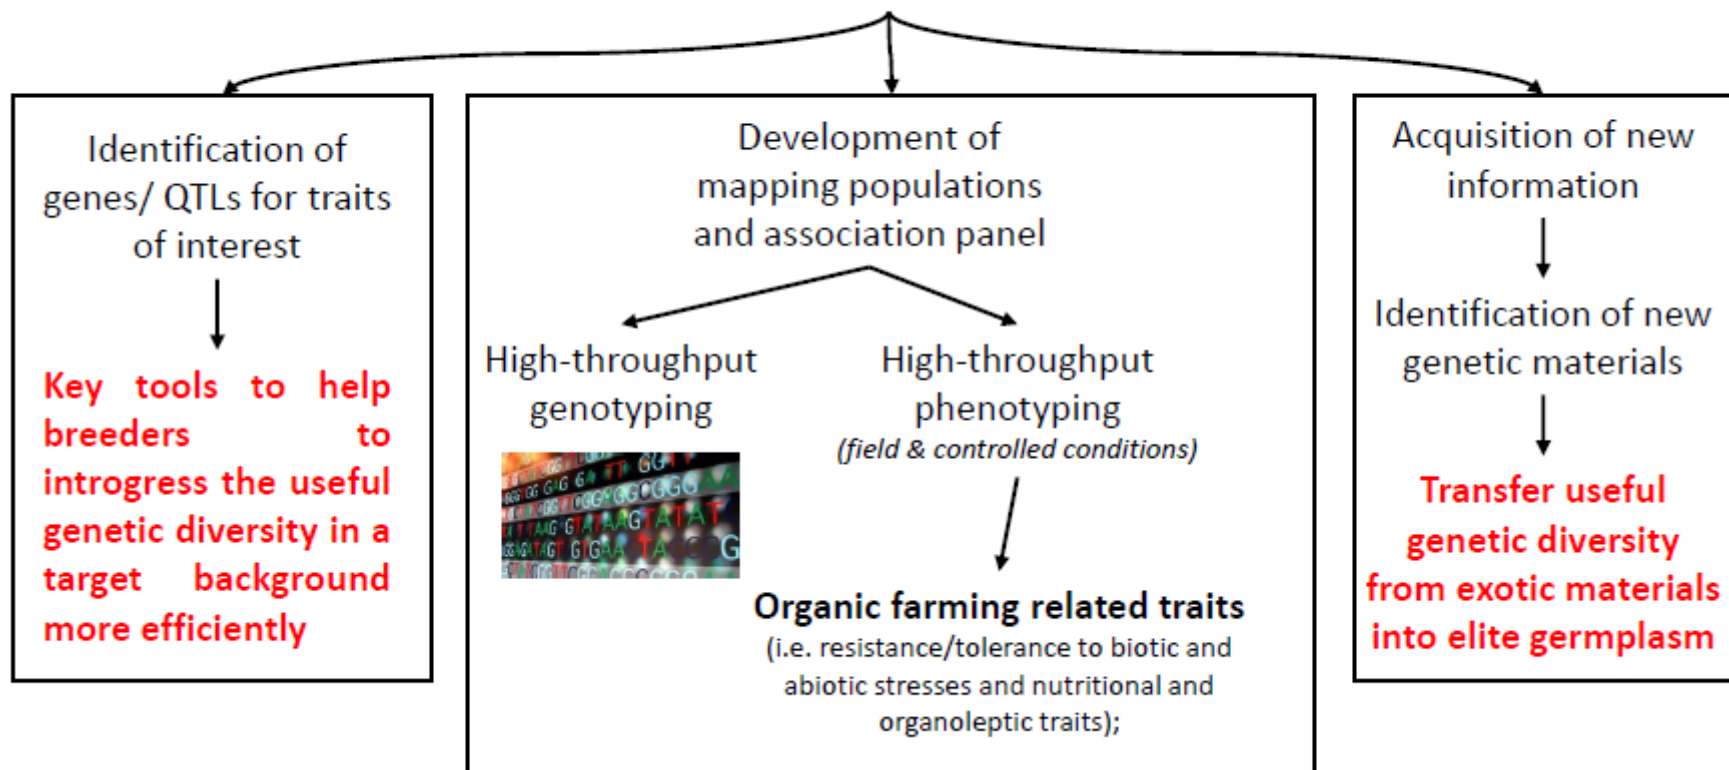 Identification of
genes/ QTLs for traits
of interest
Key tools to help
breeders to
introgress the useful
genetic diversity in a
target background
more efficiently
Development of
mapping populations
and association panel
High-throughput
genotyping
High-throughput
phenotyping
(field & controlled conditions)
Organic farming related traits
(i.e. resistance/tolerance to biotic and
abiotic stresses and nutritional and
organoleptic traits);
Acquisition of new
information
Identification of new
genetic materials
Transfer useful
genetic diversity
from exotic materials
into elite germplasm